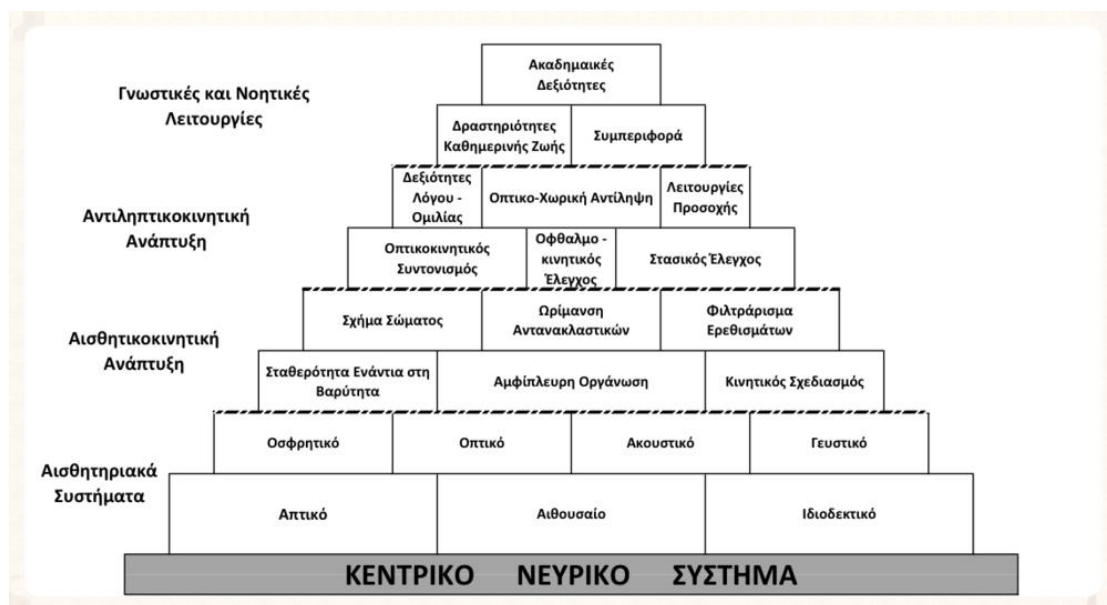 Ακαδημαικές
Δεξιότητες
Γνωστικές και Νοητικές
Λειτουργίες
Δραστηριότητες
Καθημερινής Ζωής
Συμπεριφορά
Δεξιότητες
Λόγου -
Ομιλίας
Οπτικο-Χωρική Αντίληψη
Λειτουργίες
Προσοχής
Αντιληπτικοκινητική
Ανάπτυξη
Οπτικοκινητικός
Συντονισμός
Οφθαλμο -
κινητικός
Έλεγχος
Στασικός Έλεγχος
Σχήμα Σώματος
Ωρίμανση
Αντανακλαστικών
Φιλτράρισμα
Ερεθισμάτων
Αισθητικοκινητική
Ανάπτυξη
Σταθερότητα Ενάντια στη
Βαρύτητα
Αμφίπλευρη Οργάνωση
Κινητικός Σχεδιασμός
Οσφρητικό
Οπτικό
Ακουστικό
Γευστικό
Αισθητηριακά
Συστήματα
Απτικό
Αιθουσαίο
Ιδιοδεκτικό
ΚΕΝΤΡΙΚΟ ΝΕΥΡΙΚΟ ΣΥΣΤΗΜΑ